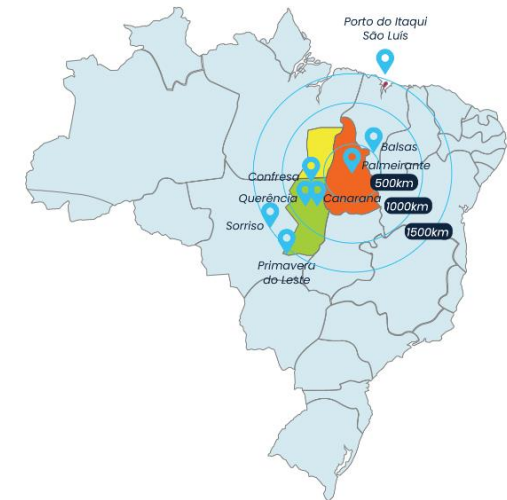 Porto do Itaqui
São Luís
Balsas
Palmeirante
Confresa
500km
Querência
Canarana
1000km
Sorriso
1500km
Primavera
do Leste